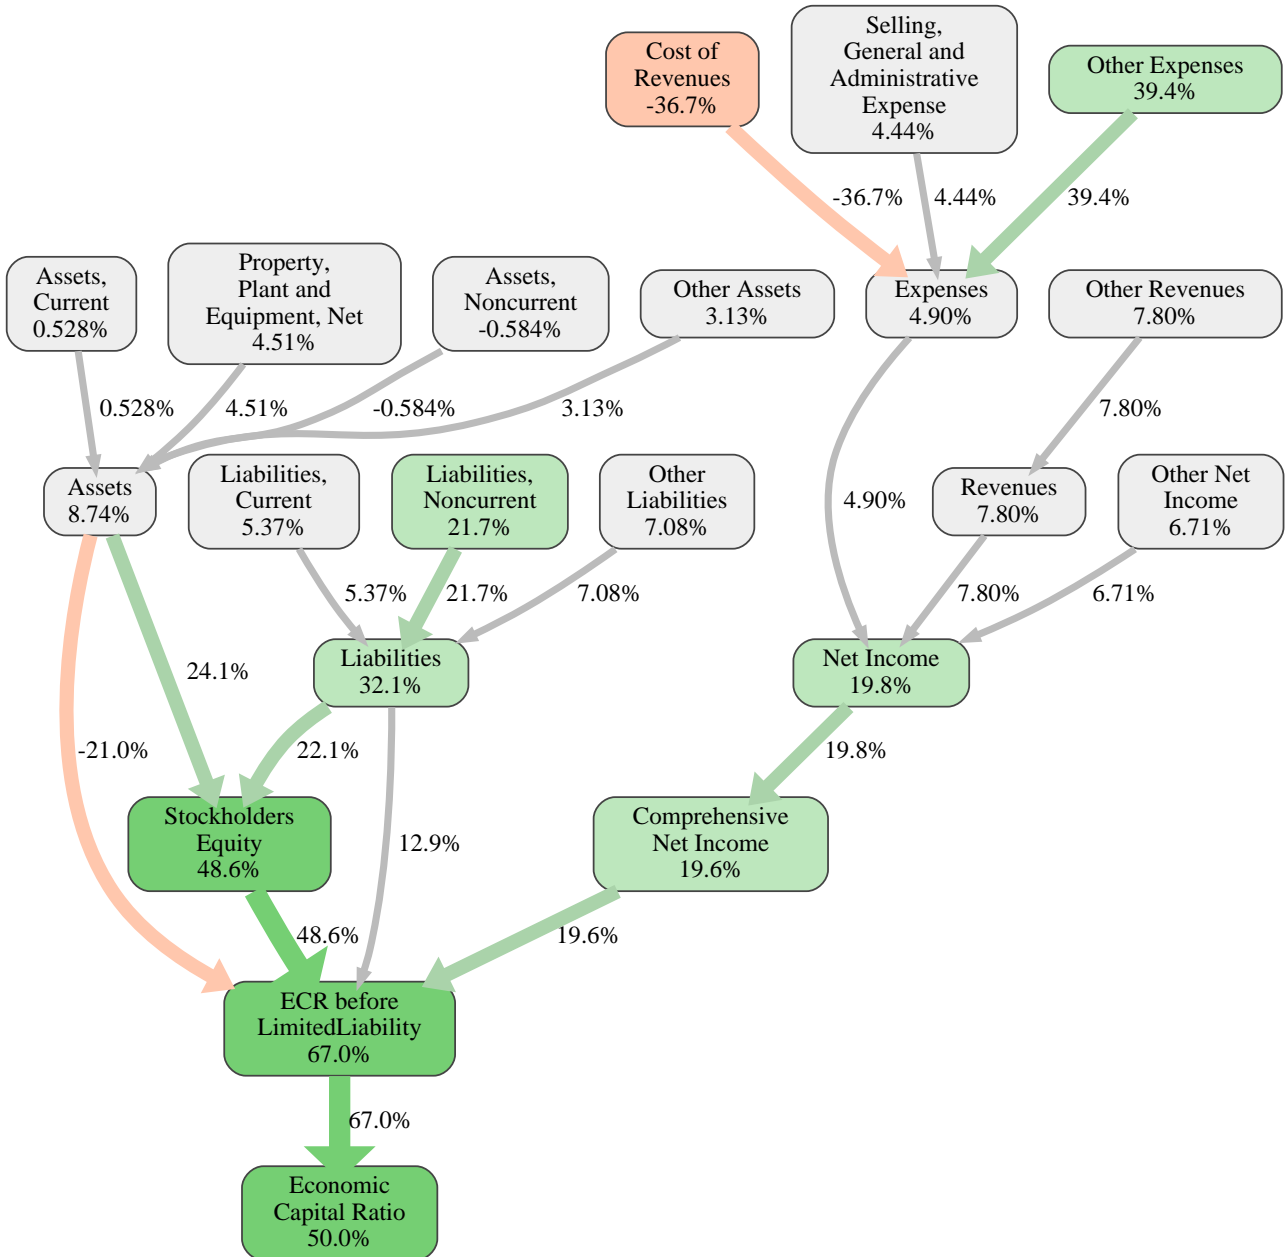 Cost of
Revenues
-36.7%
Selling,
General and
Administrative
Expense
4.44%
Other Expenses
39.4%
-36.7%
4.44%
39.4%
Assets,
Current
0.528%
Property,
Plant and
Equipment, Net
4.51%
Assets,
Noncurrent
-0.584%
Other Assets
3.13%
Expenses
4.90%
Other Revenues
7.80%
0.528%
4.51%
-0.584%
3.13%
7.80%
Assets
8.74%
Liabilities,
Current
5.37%
Liabilities,
Noncurrent
21.7%
Other
Liabilities
7.08%
4.90%
Revenues
7.80%
Other Net
Income
6.71%
5.37%
21.7%
7.08%
7.80%
6.71%
24.1%
Liabilities
32.1%
Net Income
19.8%
-21.0%
22.1%
19.8%
Stockholders
Equity
48.6%
12.9%
Comprehensive
Net Income
19.6%
48.6%
19.6%
ECR before
LimitedLiability
67.0%
67.0%
Economic
Capital Ratio
50.0%